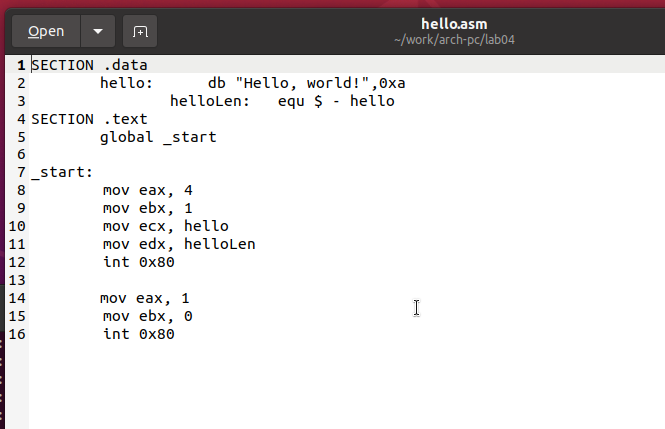 Open
hello.asm
~/work/arch-pc/lab04
1 SECTION .data
2 hello: db "Hello, world!",0xa
3 helloLen: equ $ - hello
4 SECTION .text
5 global _start
6
7 _start:
8 mov eax, 4
9 mov ebx, 1
10 mov ecx, hello
11 mov edx, helloLen
12 int 0x80
13
14 mov eax, 1
15 mov ebx, 0
16 int 0x80